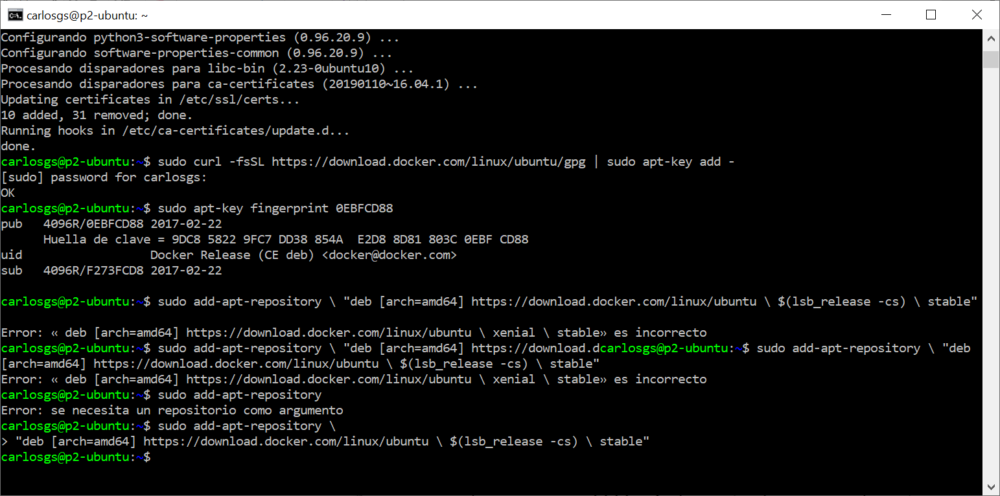 carlosgs@p2-ubuntu: ~
Configurando python3-software-properties (0.96.20.9) ...
Configurando software-properties-common (0.96.20.9) ...
Procesando disparadores para libc-bin (2.23-0ubuntu10) ...
Procesando disparadores para ca-certificates (20190110~16.04.1) ...
Updating certificates in /etc/ssl/certs...
10 added, 31 removed; done.
Running hooks in /etc/ca-certificates/update.d...
done.
carlosgs@p2-ubuntu:~$ sudo curl -fsSL https://download.docker.com/linux/ubuntu/gpg | sudo apt-key add -
[sudo] password for carlosgs:
OK
carlosgs@p2-ubuntu:~$ sudo apt-key fingerprint 0EBFCD88
pub   4096R/0EBFCD88 2017-02-22
      Huella de clave = 9DC8 5822 9FC7 DD38 854A  E2D8 8D81 803C 0EBF CD88
uid                  Docker Release (CE deb) <docker@docker.com>
sub   4096R/F273FCD8 2017-02-22
carlosgs@p2-ubuntu:~$ sudo add-apt-repository \ "deb [arch=amd64] https://download.docker.com/linux/ubuntu \ $(lsb_release -cs) \ stable"
Error: « deb [arch=amd64] https://download.docker.com/linux/ubuntu \ xenial \ stable» es incorrecto
carlosgs@p2-ubuntu:~$ sudo add-apt-repository \ "deb [arch=amd64] https://download.dcarlosgs@p2-ubuntu:~$ sudo add-apt-repository \ "deb
[arch=amd64] https://download.docker.com/linux/ubuntu \ $(lsb_release -cs) \ stable"
Error: « deb [arch=amd64] https://download.docker.com/linux/ubuntu \ xenial \ stable» es incorrecto
carlosgs@p2-ubuntu:~$ sudo add-apt-repository
Error: se necesita un repositorio como argumento
carlosgs@p2-ubuntu:~$ sudo add-apt-repository \
> "deb [arch=amd64] https://download.docker.com/linux/ubuntu \ $(lsb_release -cs) \ stable"
carlosgs@p2-ubuntu:~$